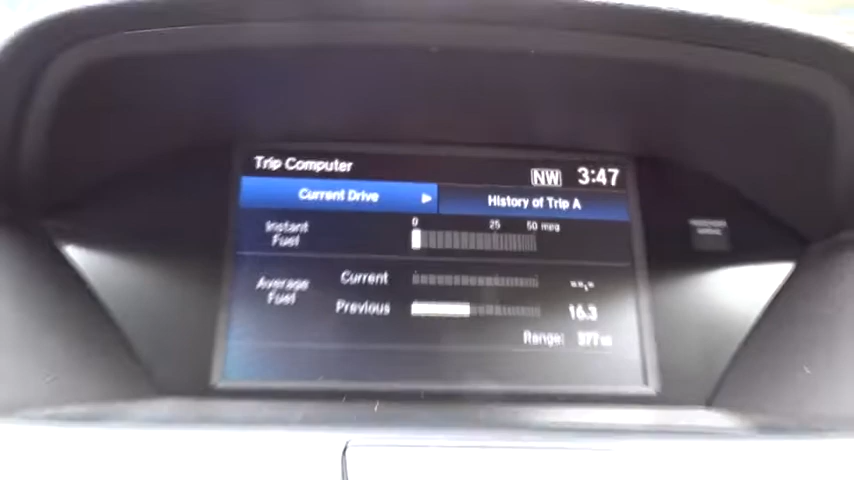 Trip Computer
NW 3:47
Current Drive
History of Trip A
0 25 50 mpg
Instant
Fuel
Average
Fuel
Current --.-
Previous 16.3
Range: 377